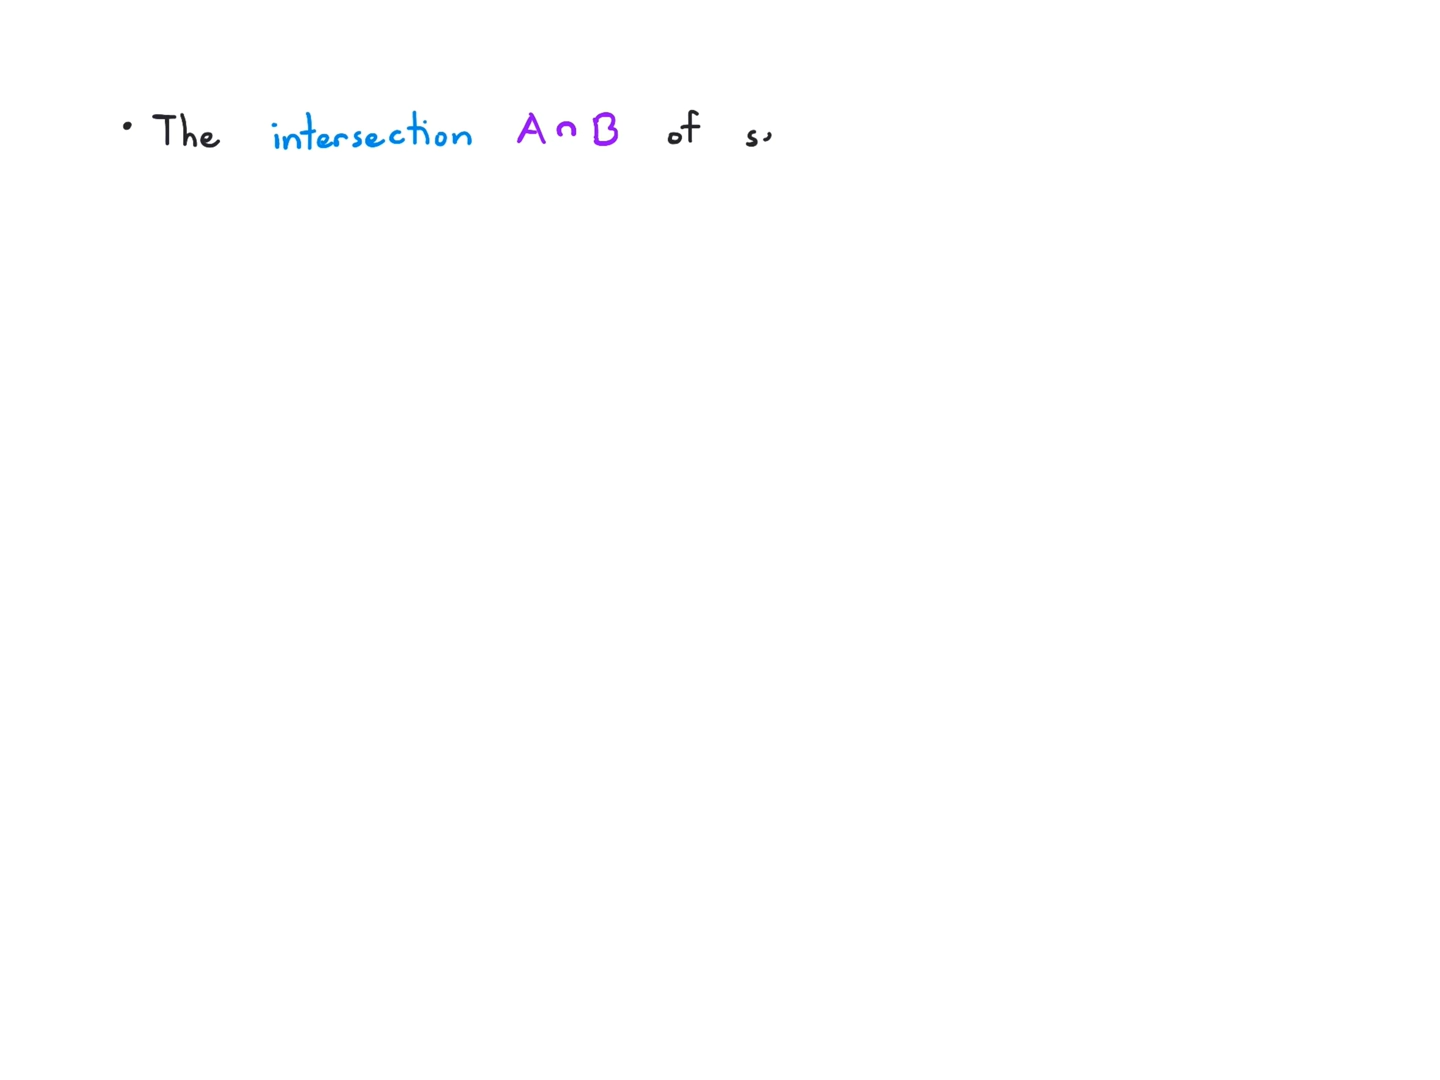 • The intersection A ∩ B of